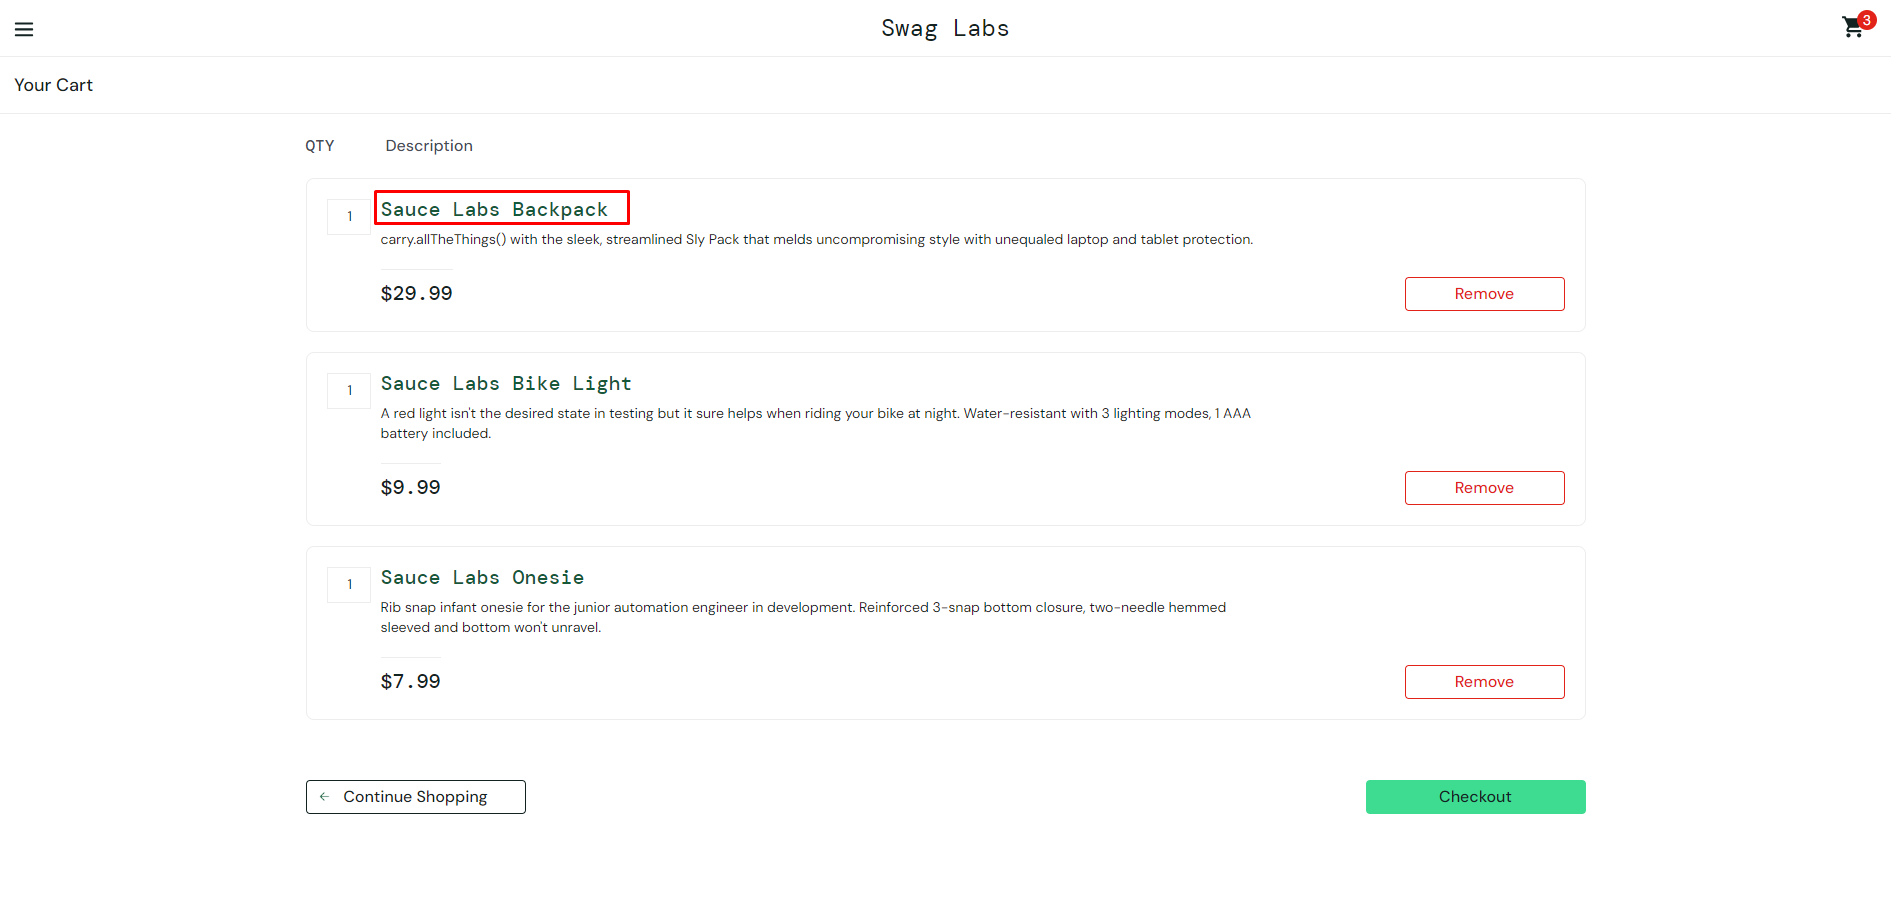 Swag Labs
3
Your Cart
QTY Description
1 Sauce Labs Backpack
carry.allTheThings() with the sleek, streamlined Sly Pack that melds uncompromising style with unequaled laptop and tablet protection.
$29.99 Remove
1 Sauce Labs Bike Light
A red light isn't the desired state in testing but it sure helps when riding your bike at night. Water-resistant with 3 lighting modes, 1 AAA
battery included.
$9.99 Remove
1 Sauce Labs Onesie
Rib snap infant onesie for the junior automation engineer in development. Reinforced 3-snap bottom closure, two-needle hemmed
sleeved and bottom won't unravel.
$7.99 Remove
Continue Shopping Checkout